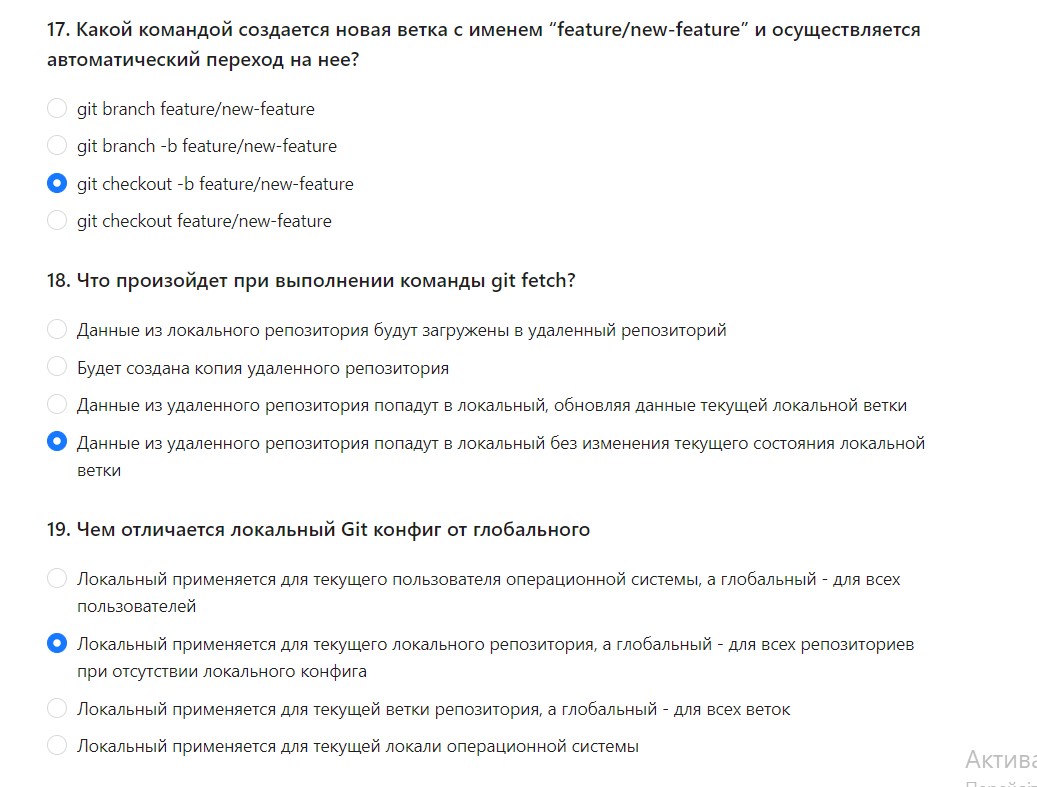 17. Какой командой создается новая ветка с именем “feature/new-feature” и осуществляется
автоматический переход на нее?
git branch feature/new-feature
git branch -b feature/new-feature
git checkout -b feature/new-feature
git checkout feature/new-feature
18. Что произойдет при выполнении команды git fetch?
Данные из локального репозитория будут загружены в удаленный репозиторий
Будет создана копия удаленного репозитория
Данные из удаленного репозитория попадут в локальный, обновляя данные текущей локальной ветки
Данные из удаленного репозитория попадут в локальный без изменения текущего состояния локальной
ветки
19. Чем отличается локальный Git конфиг от глобального
Локальный применяется для текущего пользователя операционной системы, а глобальный - для всех
пользователей
Локальный применяется для текущего локального репозитория, а глобальный - для всех репозиториев
при отсутствии локального конфига
Локальный применяется для текущей ветки репозитория, а глобальный - для всех веток
Локальный применяется для текущей локали операционной системы
Актива